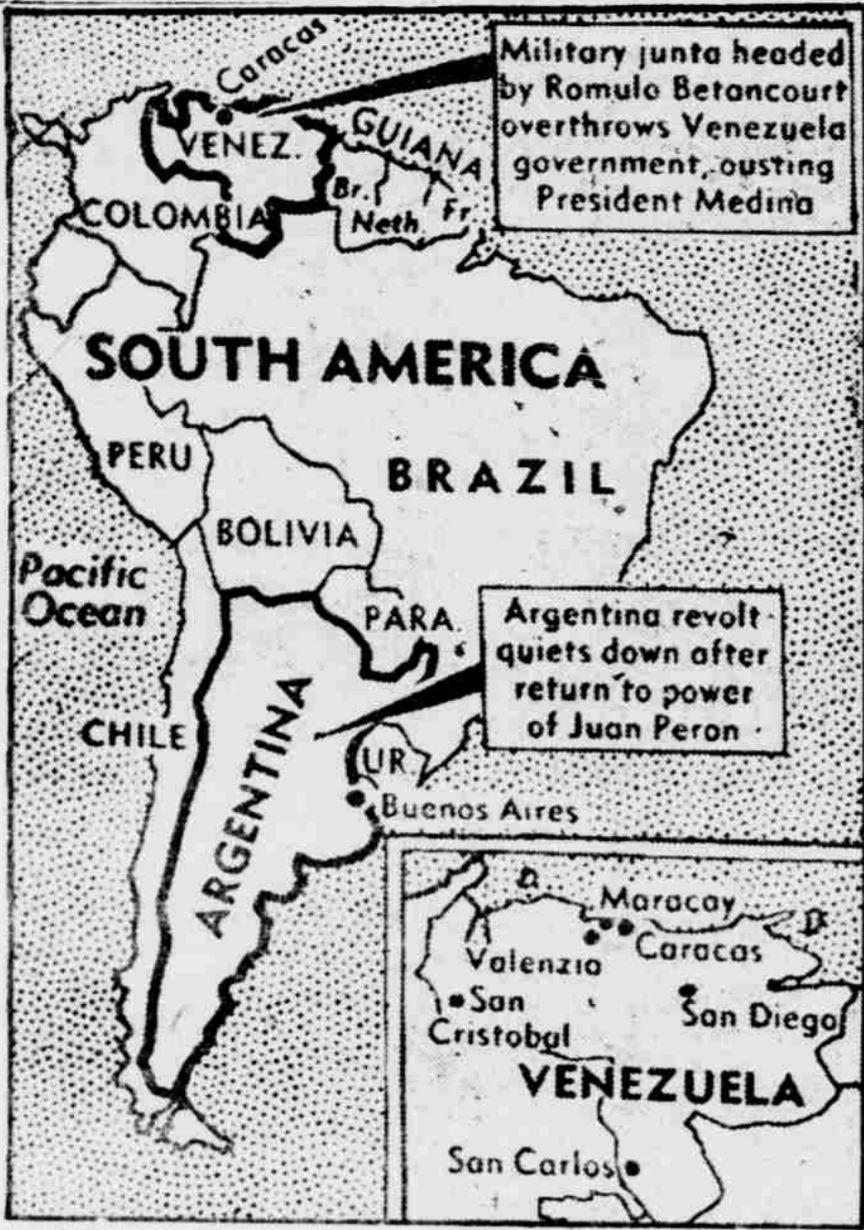 Caracas
Military junta headed
by Romulo Betancourt
overthrows Venezuela
government, ousting
President Medina
VENEZ.
GUIANA
Br.
Neth.
Fr.
COLOMBIA
SOUTH AMERICA
PERU
BRAZIL
BOLIVIA
Pacific
Ocean
PARA.
Argentina revolt
quiets down after
return to power
of Juan Peron
CHILE
ARGENTINA
UR.
Buenos Aires
Maracay
Valenzia
Caracas
San
Cristobal
San Diego
VENEZUELA
San Carlos